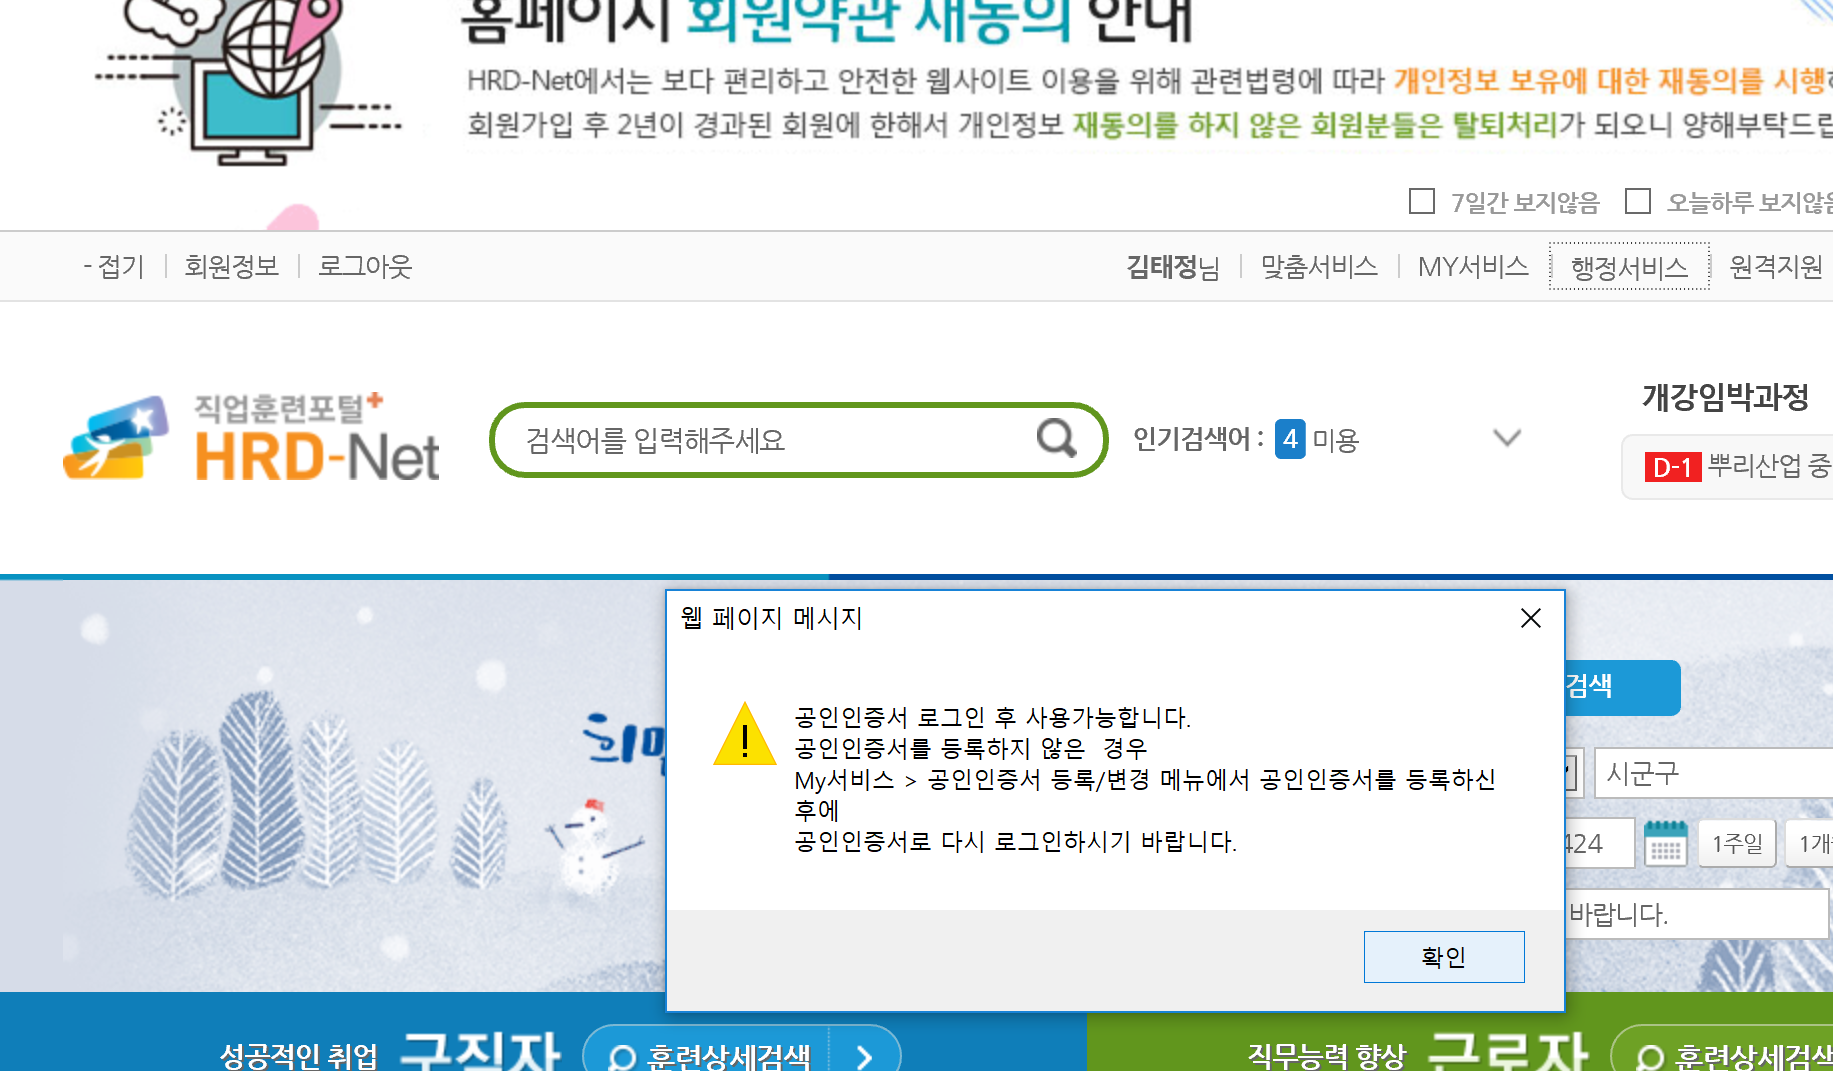 홈페이지 회원약관 재동의 안내
HRD-Net에서는 보다 편리하고 안전한 웹사이트 이용을 위해 관련법령에 따라 개인정보 보유에 대한 재동의를 시행
회원가입 후 2년이 경과된 회원에 한해서 개인정보 재동의를 하지 않은 회원분들은 탈퇴처리가 되오니 양해부탁드립
7일간 보지않음 오늘하루 보지않음
- 접기 회원정보 로그아웃 김태정님 맞춤서비스 MY서비스 행정서비스 원격지원
직업훈련포털+
HRD-Net
검색어를 입력해주세요
인기검색어 : 4 미용
개강임박과정
D-1 뿌리산업 중
웹 페이지 메시지
공인인증서 로그인 후 사용가능합니다.
공인인증서를 등록하지 않은  경우
My서비스 > 공인인증서 등록/변경 메뉴에서 공인인증서를 등록하신
후에
공인인증서로 다시 로그인하시기 바랍니다.
확인
검색
시군구
424 1주일 1개
바랍니다.
성공적인 취업 구직자 훈련상세검색
직무능력 향상 근로자 훈련상세검색